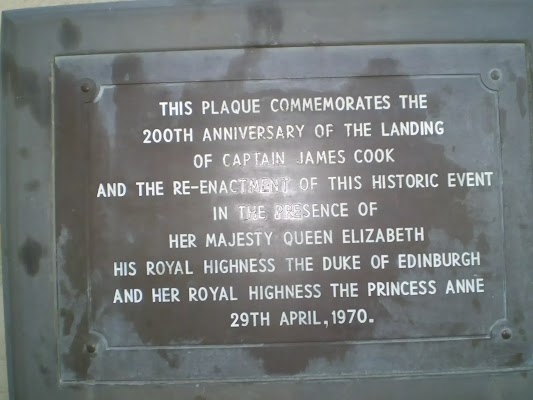 THIS PLAQUE COMMEMORATES THE
200TH ANNIVERSARY OF THE LANDING
OF CAPTAIN JAMES COOK
AND THE RE-ENACTMENT OF THIS HISTORIC EVENT
IN THE PRESENCE OF
HER MAJESTY QUEEN ELIZABETH
HIS ROYAL HIGHNESS THE DUKE OF EDINBURGH
AND HER ROYAL HIGHNESS THE PRINCESS ANNE
29TH APRIL, 1970.